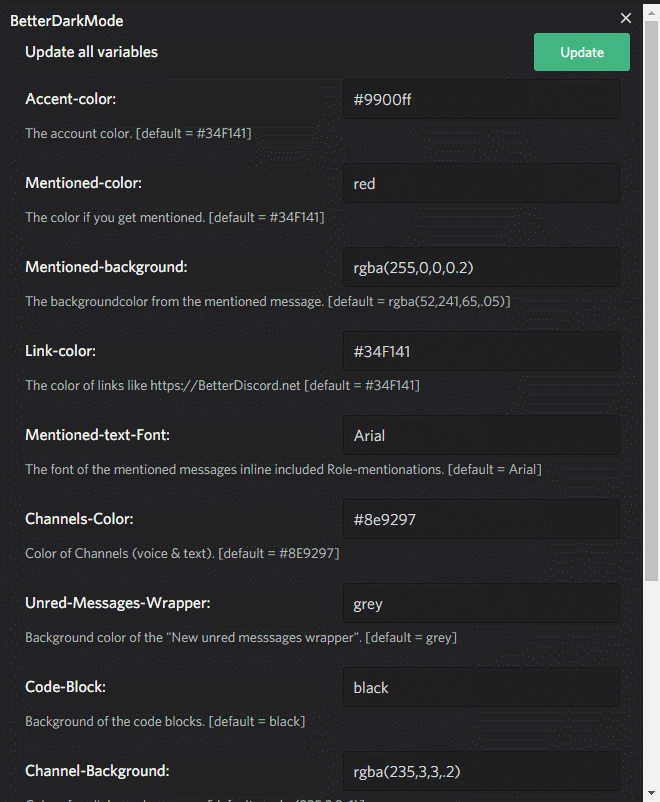 BetterDarkMode
Update all variables
Update
Accent-color:
#9900ff
The account color. [default = #34F141]
Mentioned-color:
red
The color if you get mentioned. [default = #34F141]
Mentioned-background:
rgba(255,0,0,0.2)
The backgroundcolor from the mentioned message. [default = rgba(52,241,65,.05)]
Link-color:
#34F141
The color of links like https://BetterDiscord.net [default = #34F141]
Mentioned-text-Font:
Arial
The font of the mentioned messages inline included Role-mentionations. [default = Arial]
Channels-Color:
#8e9297
Color of Channels (voice & text). [default = #8E9297]
Unred-Messages-Wrapper:
grey
Background color of the "New unred messsages wrapper". [default = grey]
Code-Block:
black
Background of the code blocks. [default = black]
Channel-Background:
rgba(235,3,3,.2)